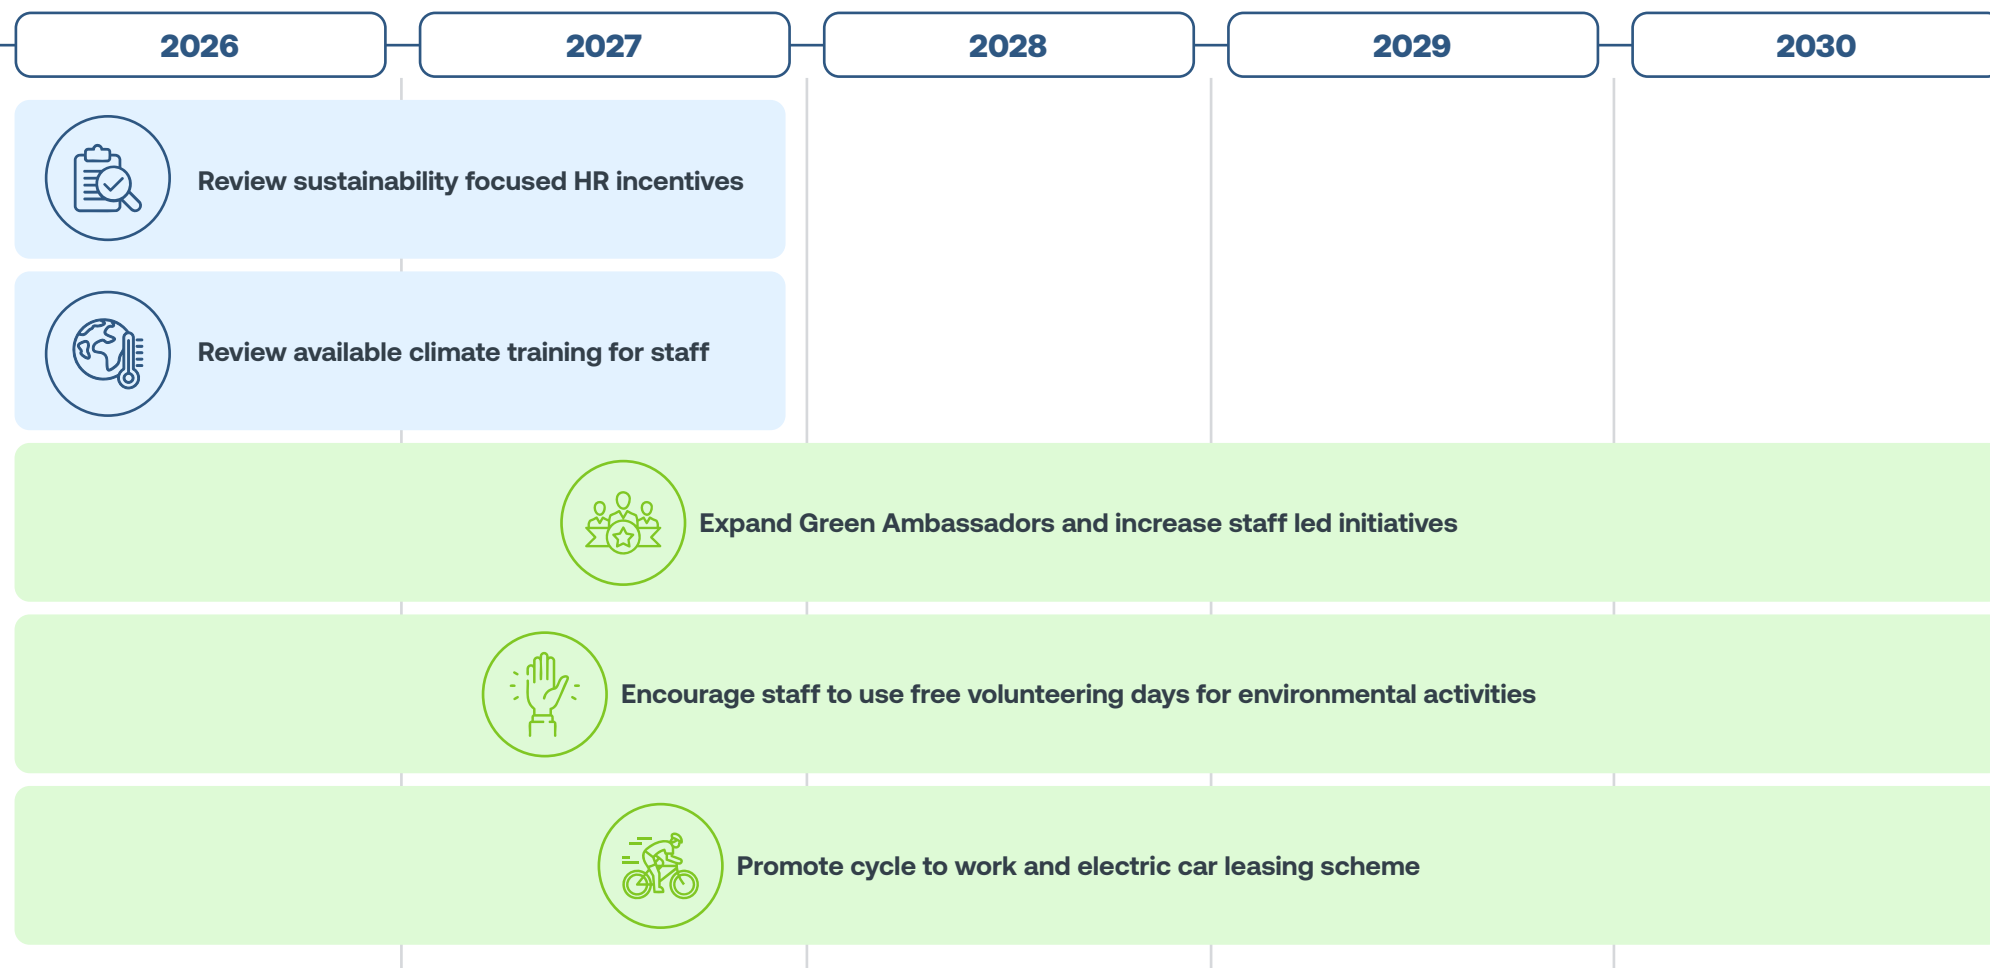 2026
2027
2028
2029
2030
Review sustainability focused HR incentives
Review available climate training for staff
Expand Green Ambassadors and increase staff led initiatives
Encourage staff to use free volunteering days for environmental activities
Promote cycle to work and electric car leasing scheme